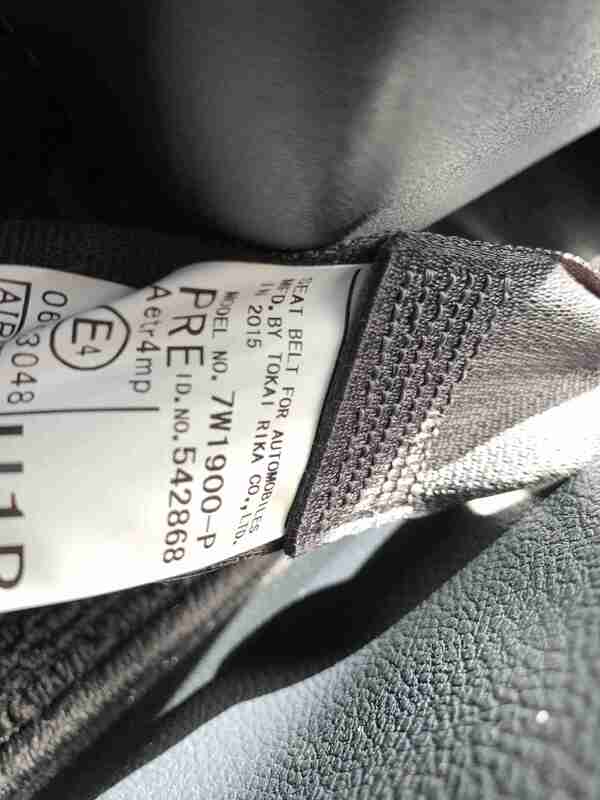 SEAT BELT FOR AUTOMOBILES
MFD. BY TOKAI RIKA CO., LTD.
IN 2015
MODEL NO. 7W1900-P
PRE ID.NO.542868
Aetr4mp
E4
06 3048